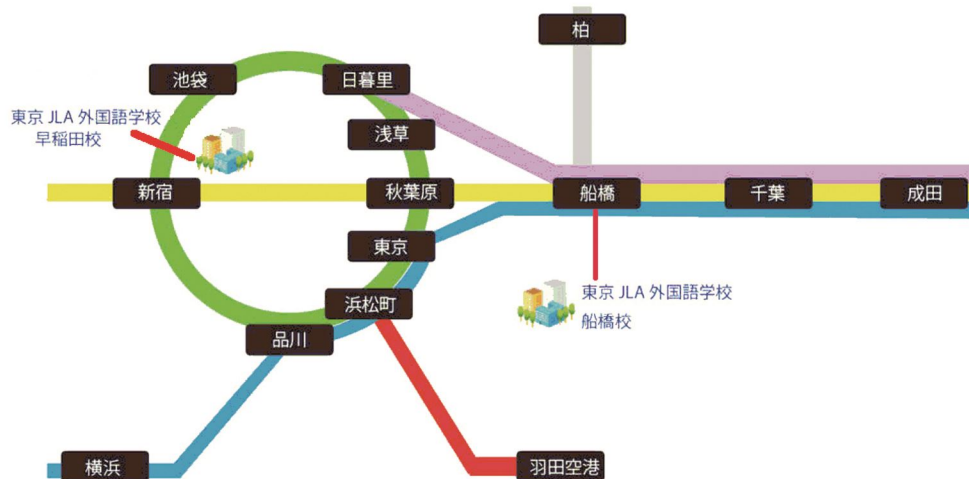 柏
池袋
日暮里
東京 JLA 外国語学校
早稲田校
浅草
新宿
秋葉原
船橋
千葉
成田
東京
浜松町
東京 JLA 外国語学校
船橋校
品川
横浜
羽田空港